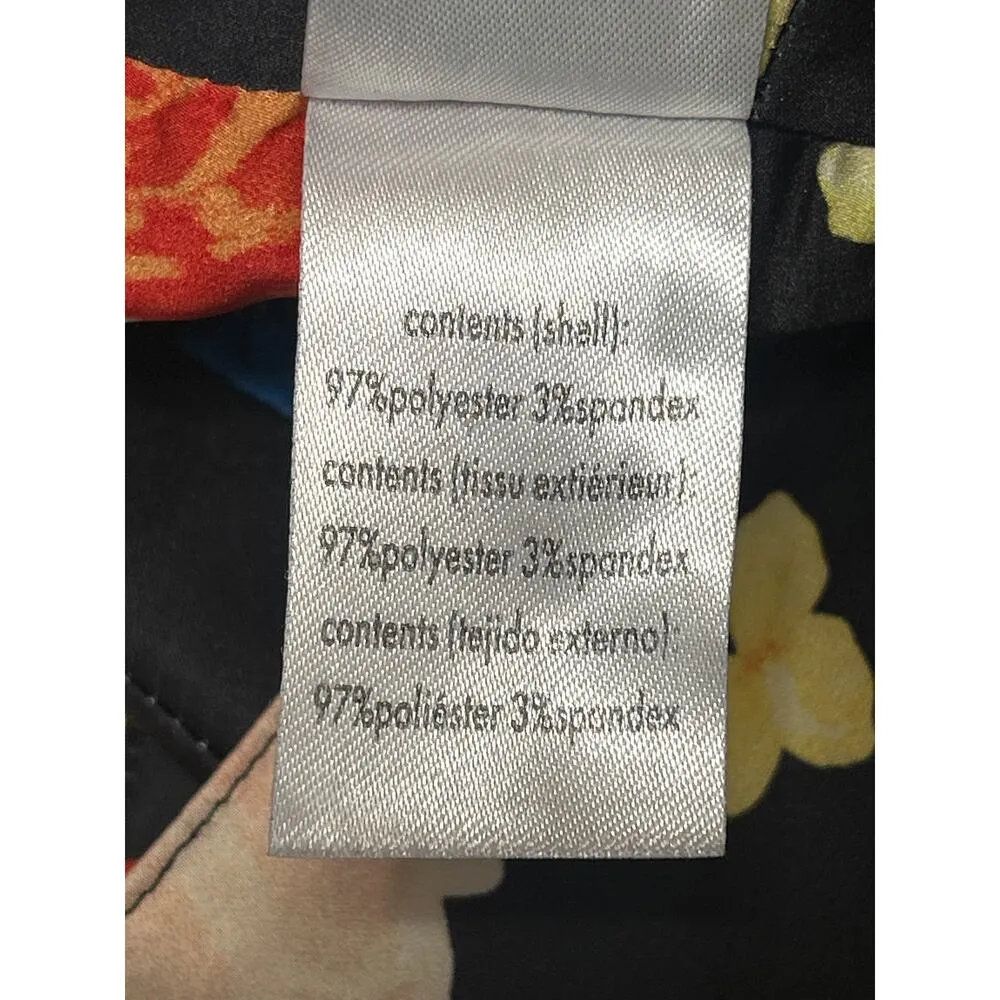 contents (shell):
97%polyester 3%spandex
contents (tissu extiérieur):
97%polyester 3%spandex
contents (tejido externo):
97%poliéster 3%spandex